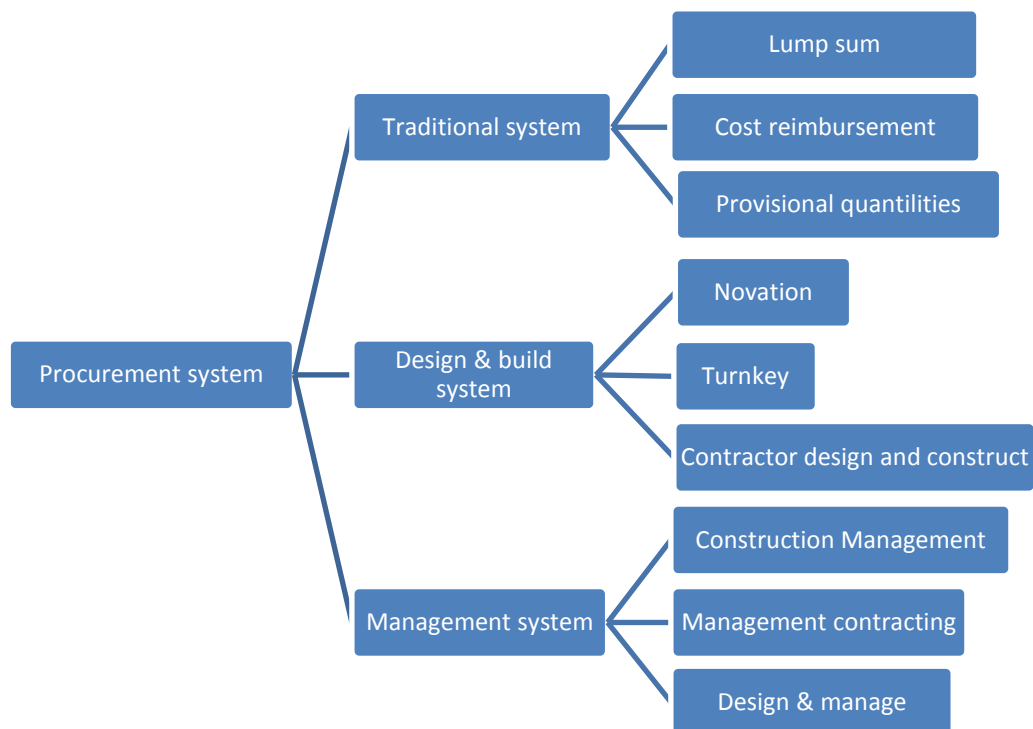 Procurement system
Traditional system
Lump sum
Cost reimbursement
Provisional quantilities
Design & build
system
Novation
Turnkey
Contractor design and construct
Management system
Construction Management
Management contracting
Design & manage